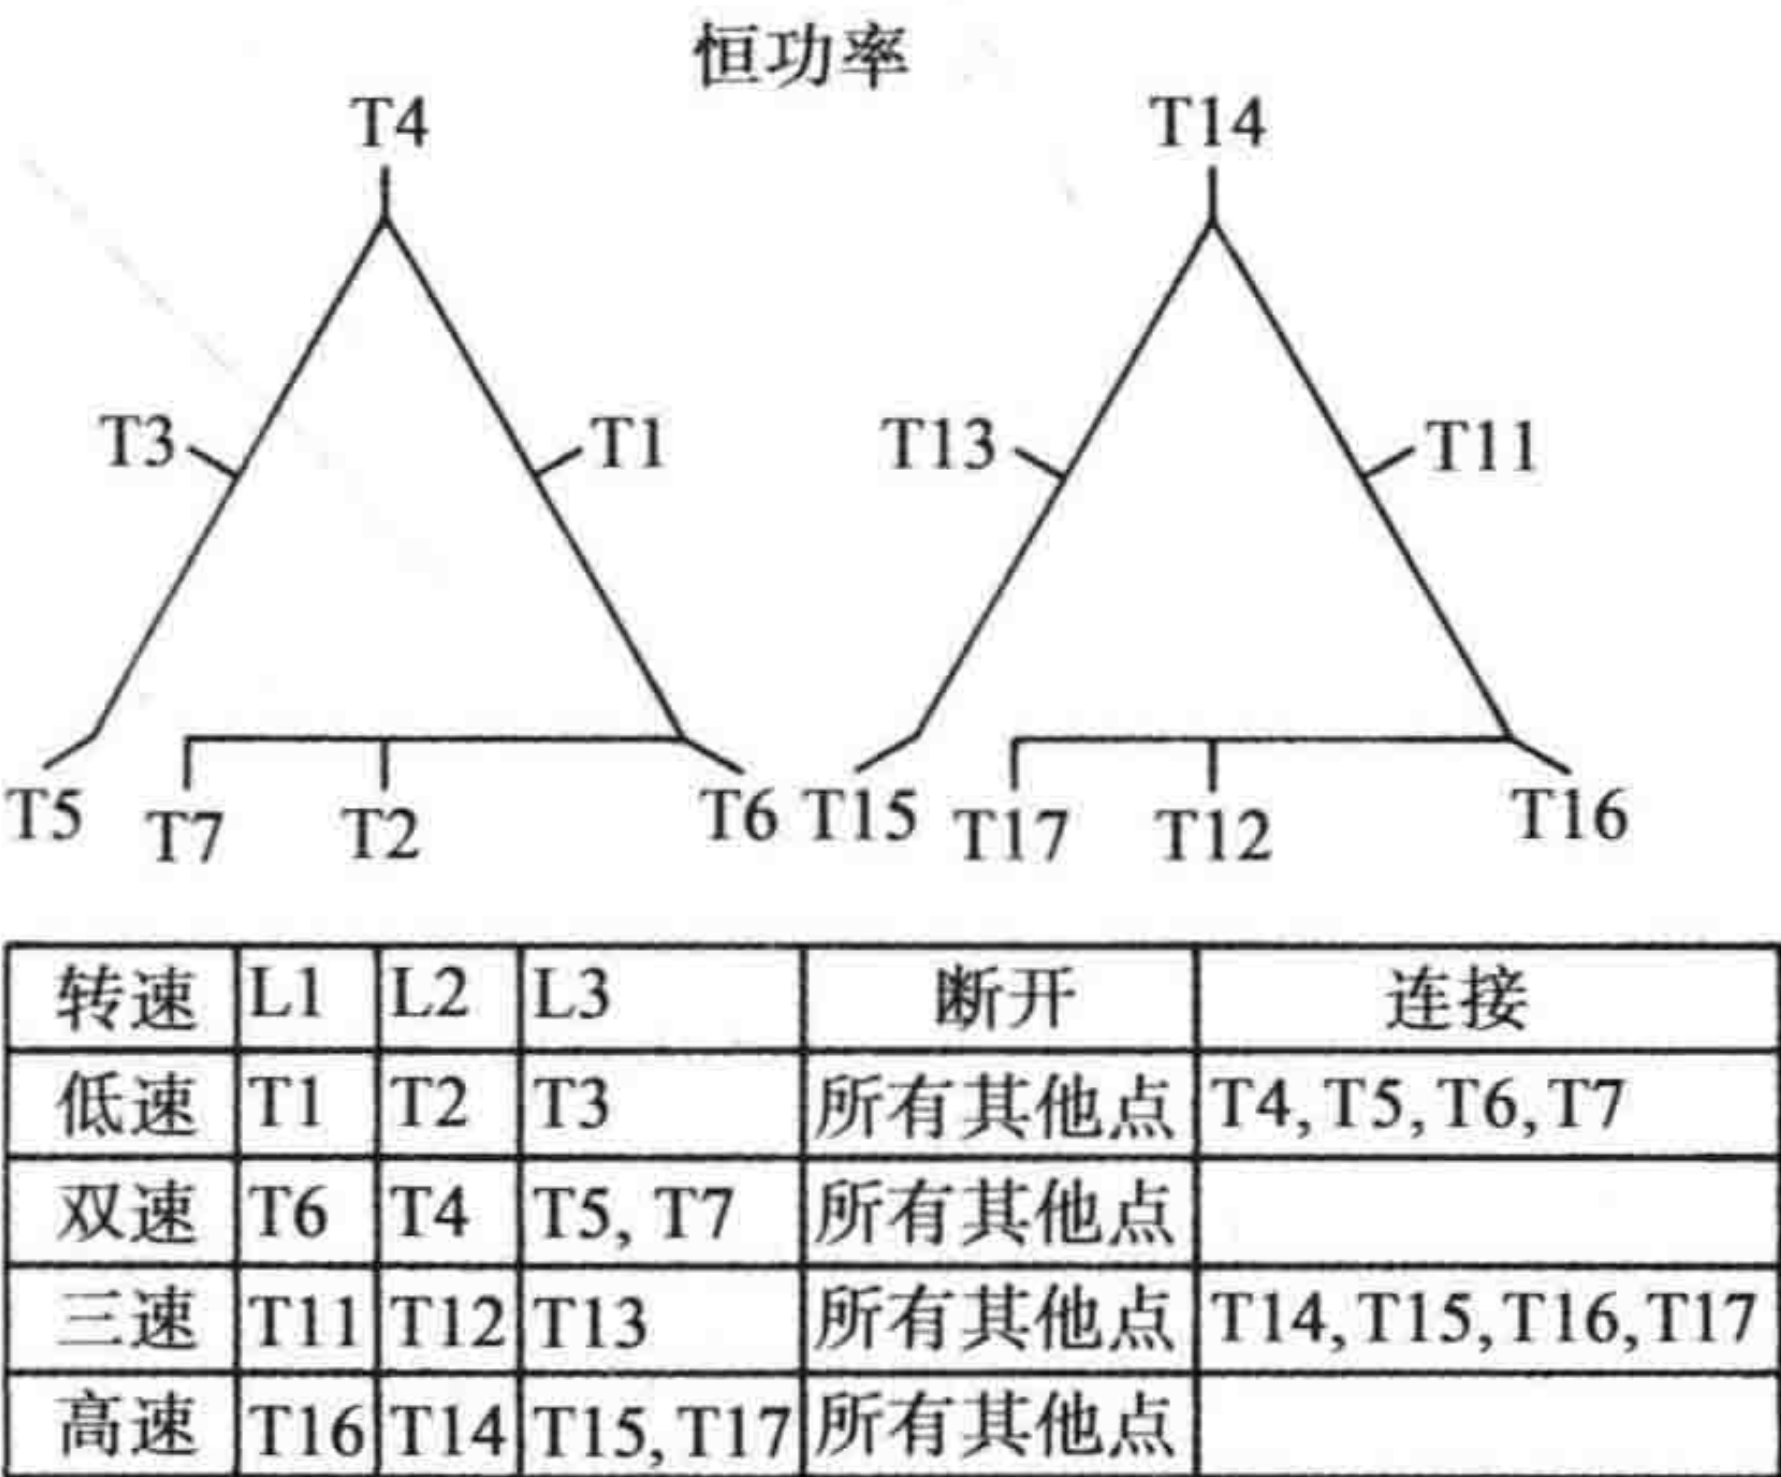 恒功率
T4 T14
T3 T1 T13 T11
T5 T7 T2 T6 T15 T17 T12 T16
转速 L1 L2 L3 断开 连接
低速 T1 T2 T3 所有其他点 T4, T5, T6, T7
双速 T6 T4 T5, T7 所有其他点
三速 T11 T12 T13 所有其他点 T14, T15, T16, T17
高速 T16 T14 T15, T17 所有其他点